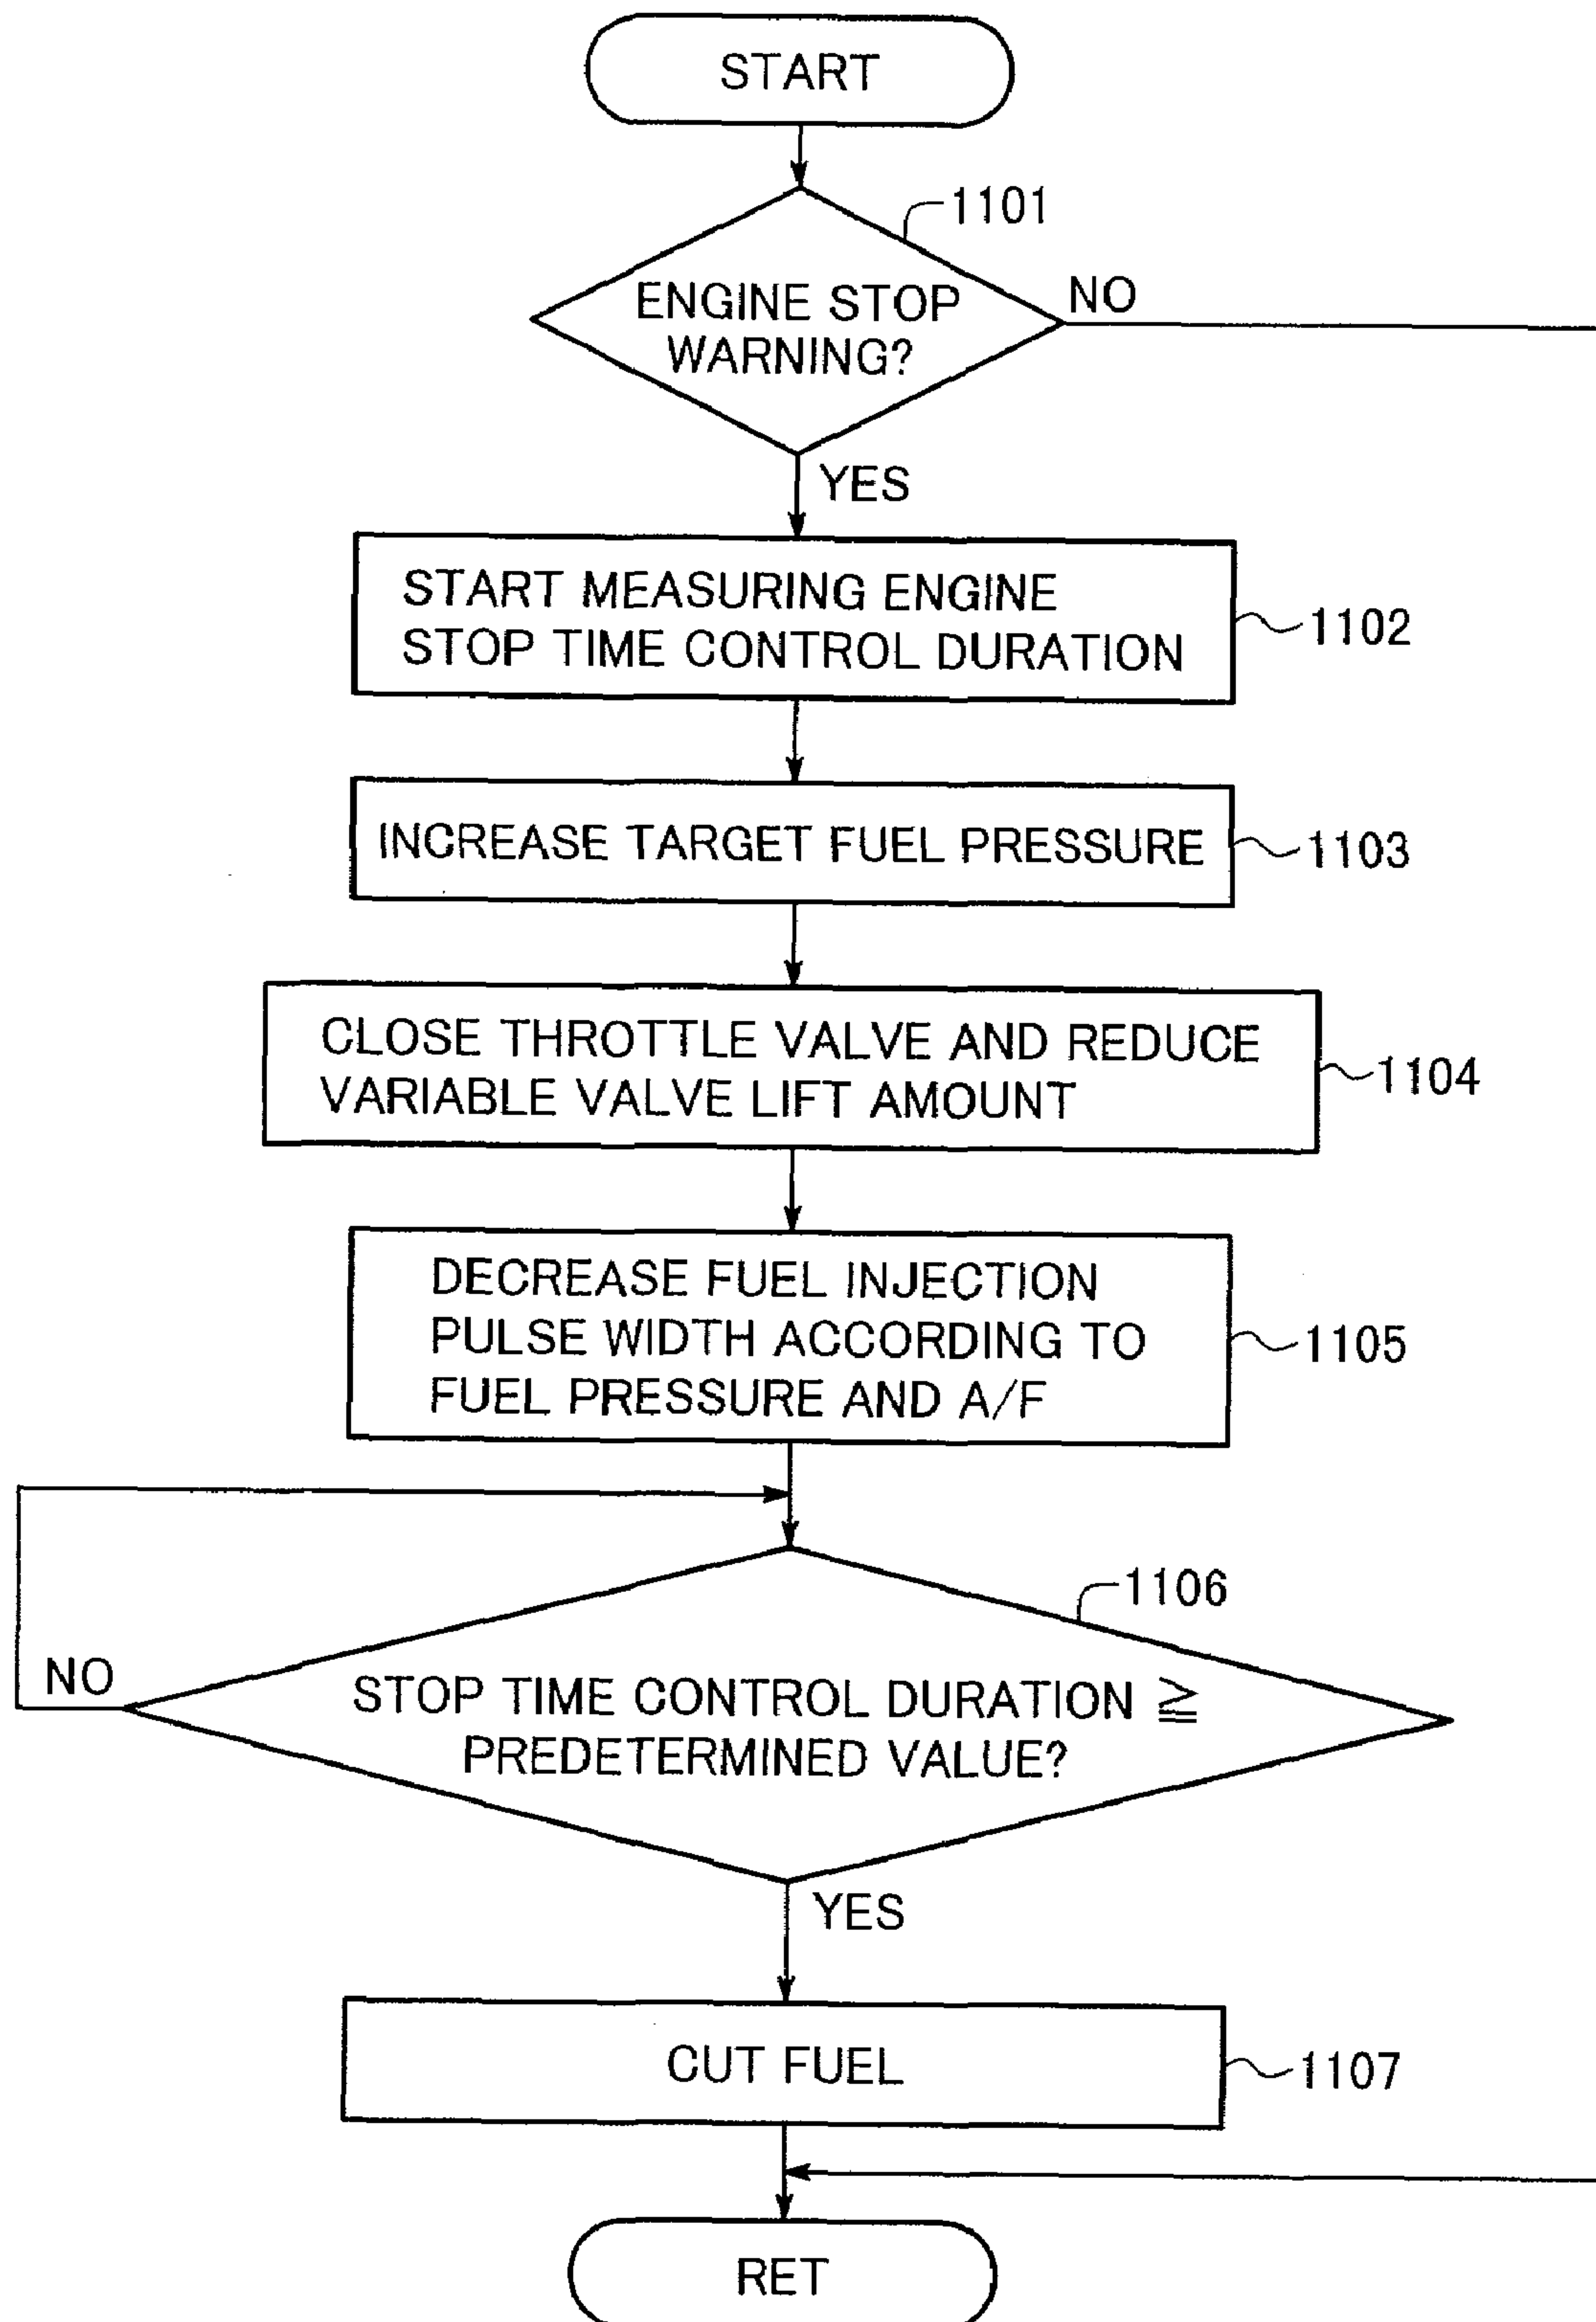 START
1101
ENGINE STOP
WARNING?
NO
YES
START MEASURING ENGINE
STOP TIME CONTROL DURATION
1102
INCREASE TARGET FUEL PRESSURE
1103
CLOSE THROTTLE VALVE AND REDUCE
VARIABLE VALVE LIFT AMOUNT
1104
DECREASE FUEL INJECTION
PULSE WIDTH ACCORDING TO
FUEL PRESSURE AND A/F
1105
1106
NO
STOP TIME CONTROL DURATION ≧
PREDETERMINED VALUE?
YES
CUT FUEL
1107
RET